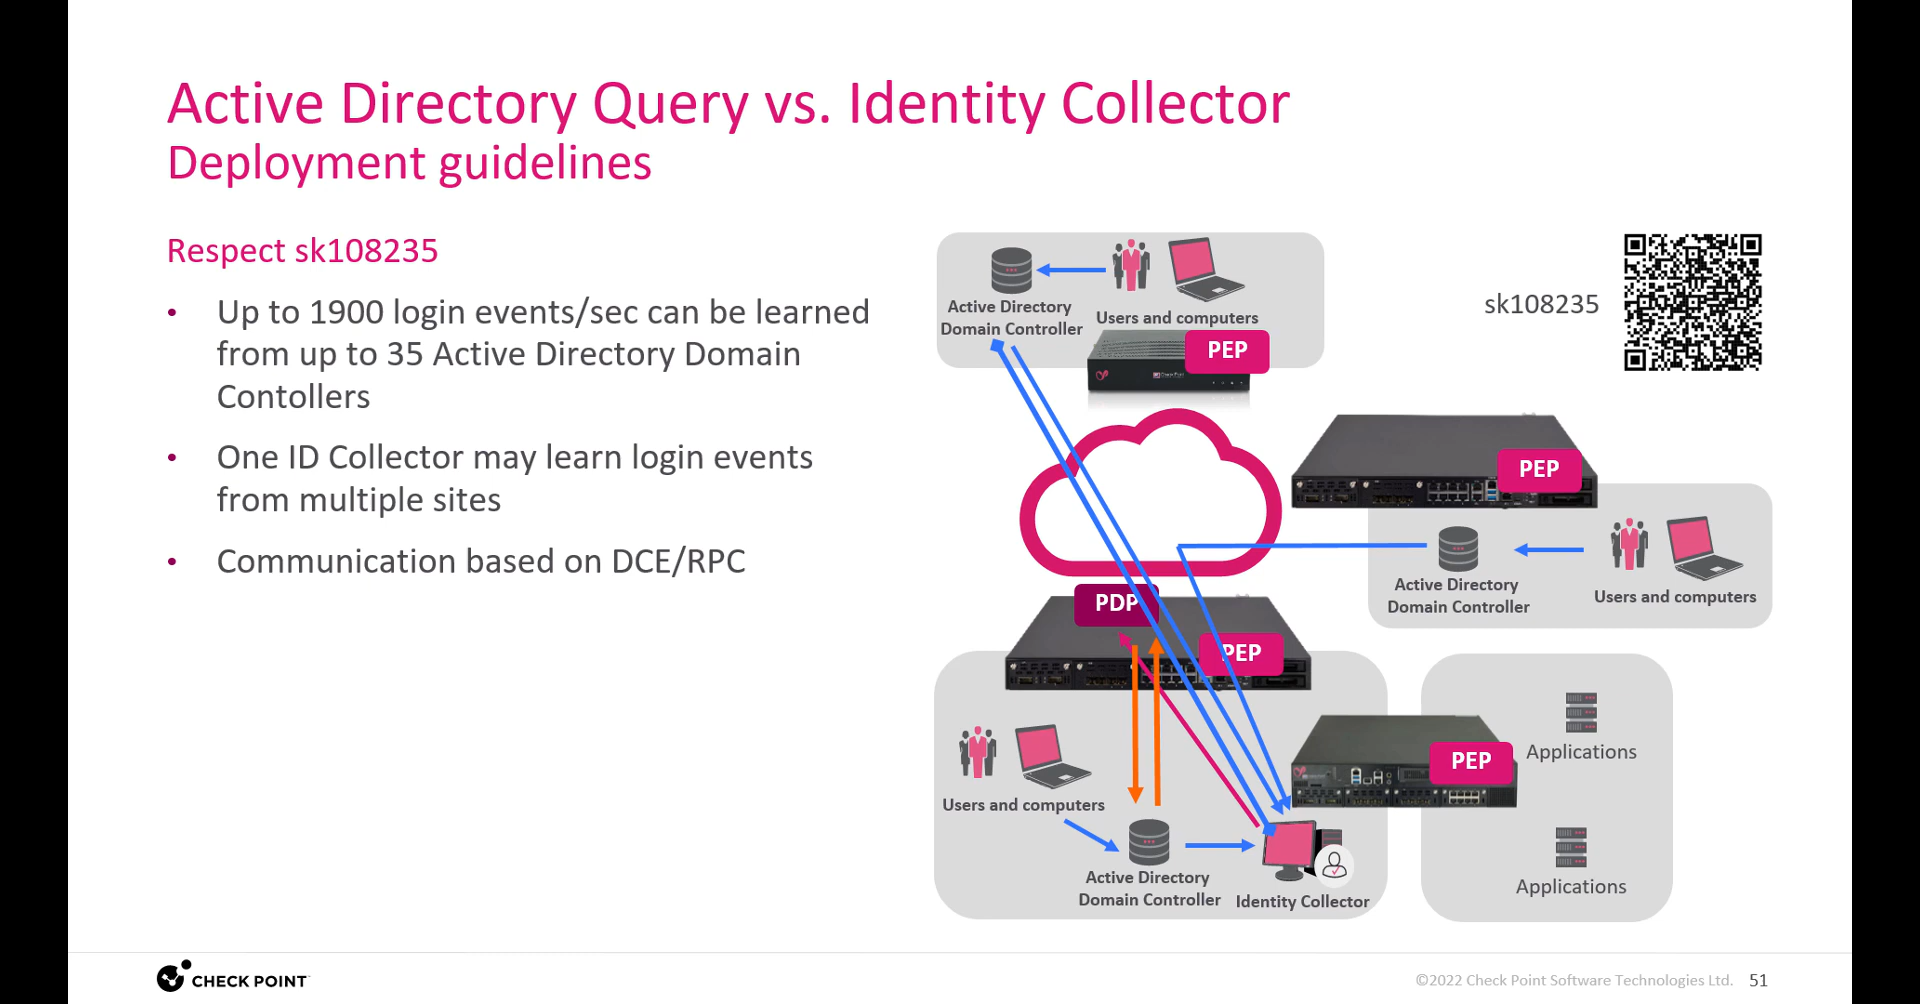 Active Directory Query vs. Identity Collector
Deployment guidelines
Respect sk108235
• Up to 1900 login events/sec can be learned
from up to 35 Active Directory Domain
Contollers
• One ID Collector may learn login events
from multiple sites
• Communication based on DCE/RPC
Active Directory
Domain Controller
Users and computers
PEP
sk108235
PEP
Active Directory
Domain Controller
Users and computers
PDP
PEP
Users and computers
Active Directory
Domain Controller
Identity Collector
PEP
Applications
Applications
CHECK POINT
©2022 Check Point Software Technologies Ltd. 51